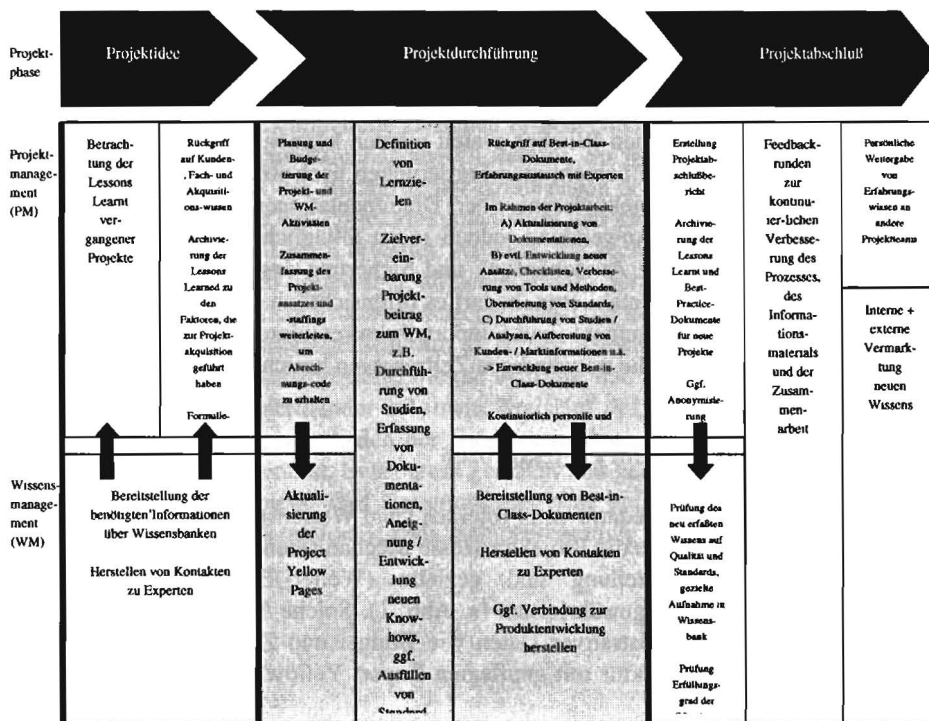 Projekt-
phase
Projektidee
Projektdurchführung
Projektabschluß
Projekt-
management
(PM)
Betrach-
tung der
Lessons
Learnt
ver-
gangener
Projekte
Rückgriff
auf Kunden-
, Fach- und
Akquisiti-
ons-wissen
Archivie-
rung der
Lessons
Learned zu
den
Faktoren, die
zur Projekt-
akquisition
geführt
haben
Formulie-
Planung und
Budge-
tierung der
Projekt- und
WM-
Aktivitäten
Zusammen-
fassung des
Projekt-
ansatzes und
-staffings
weiterleiten,
um
Abrech-
nungs-code
zu erhalten
Definition
von
Lernzie-
len
Zielver-
ein-
barung
Projekt-
beitrag
zum WM,
z.B.
Durchfüh-
rung von
Studien,
Erfassung
von
Doku-
menta-
tionen,
Aneig-
nung /
Entwick-
lung
neuen
Know-
hows,
ggf.
Ausfüllen
von
Standard
Rückgriff auf Best-in-Class-
Dokumente,
Erfahrungsaustausch mit Experten
Im Rahmen der Projektarbeit:
A) Aktualisierung von
Dokumentationen,
B) evtl. Entwicklung neuer
Ansätze, Checklisten, Verbesse-
rung von Tools und Methoden,
Überarbeitung von Standards,
C) Durchführung von Studien /
Analysen, Aufbereitung von
Kunden- / Marktinformationen u.ä.
-> Entwicklung neuer Best-in-
Class-Dokumente
Kontinuierlich personelle und
Erstellung
Projektab-
schlußbe-
richt
Archivie-
rung der
Lessons
Learnt und
Best-
Practice-
Dokumente
für neue
Projekte
Ggf.
Anonymisie-
rung
Feedback-
runden
zur
kontinu-
ier-lichen
Verbesse-
rung des
Prozesses,
des
Informa-
tions-
materials
und der
Zusam-
men-
arbeit
Persönliche
Weitergabe
von
Erfahrungs-
wissen an
andere
Projektteams
Interne +
externe
Vermark-
tung
neuen
Wissens
Wissens-
management
(WM)
Bereitstellung der
benötigten Informationen
über Wissensbanken
Herstellen von Kontakten
zu Experten
Aktuali-
sierung
der
Project
Yellow
Pages
Bereitstellung von Best-in-
Class-Dokumenten
Herstellen von Kontakten
zu Experten
Ggf. Verbindung zur
Produktentwicklung
herstellen
Prüfung des
neu erfaßten
Wissens auf
Qualität und
Standards,
gezielte
Aufnahme in
Wissens-
bank
Prüfung
Erfüllungs-
grad der